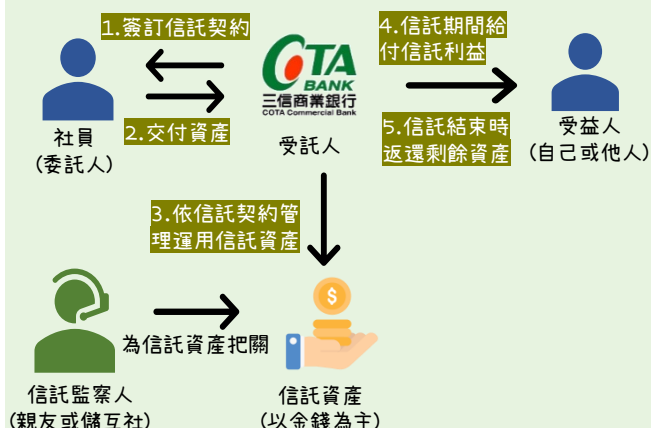 1.簽訂信託契約
COTA
BANK
三信商業銀行
COTA Commercial Bank
4.信託期間給
付信託利益
社員
(委託人)
2.交付資產
受託人
5.信託結束時
返還剩餘資產
受益人
(自己或他人)
3.依信託契約管
理運用信託資產
$
為信託資產把關
信託監察人
(親友或儲互社)
信託資產
(以金錢為主)